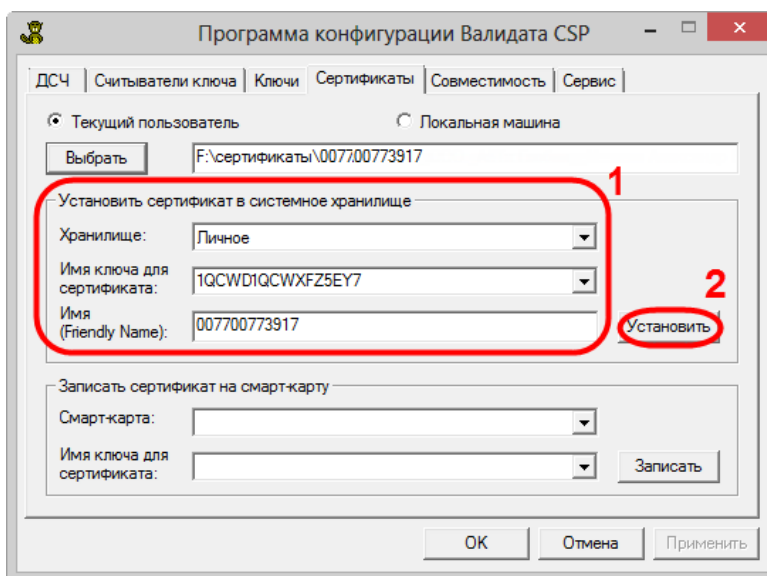 Программа конфигурации Валидата CSP
ДСЧ Считыватели ключа Ключи Сертификаты Совместимость Сервис
Текущий пользователь Локальная машина
Выбрать F:\сертификаты\0077.00773917
1
Установить сертификат в системное хранилище
Хранилище: Личное
Имя ключа для
сертификата: 1QCWD1QCWXFZ5EY7
2
Имя
(Friendly Name): 007700773917
Установить
Записать сертификат на смарт-карту
Смарт-карта:
Имя ключа для
сертификата:
Записать
OK Отмена Применить